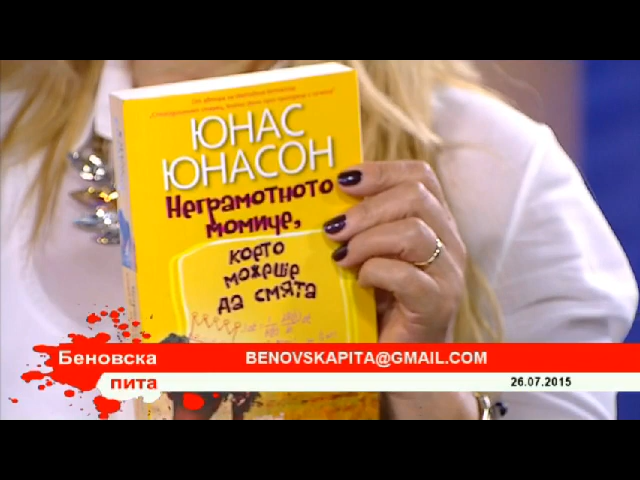 ЮНАС
ЮНАСОН
Неграмотното
момиче,
което
можеше
да смята
Беновска
BENOVSKAPITA@GMAIL.COM
пита
26.07.2015